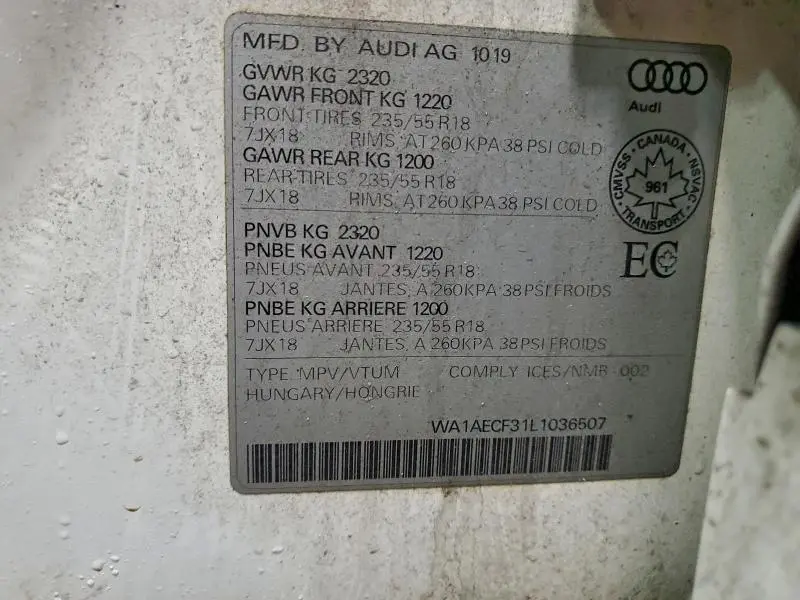 MFD. BY AUDI AG 10 19
GVWR KG 2320
GAWR FRONT KG 1220
FRONT TIRES 235/55 R18
7JX18 RIMS, AT 260 KPA 38 PSI COLD
GAWR REAR KG 1200
REAR TIRES 235/55 R18
7JX18 RIMS, AT 260 KPA 38 PSI COLD
PNVB KG 2320
PNBE KG AVANT 1220
PNEUS AVANT 235/55 R18
7JX18 JANTES, A 260 KPA 38 PSI FROIDS
PNBE KG ARRIERE 1200
PNEUS ARRIERE 235/55 R18
7JX18 JANTES, A 260 KPA 38 PSI FROIDS
TYPE MPV/VTUM COMPLY ICES/NMB 002
HUNGARY/HONGRIE
WA1AECF31L1036507
Audi
CMVSS • CANADA • NSVAC
961
TRANSPORT
EC